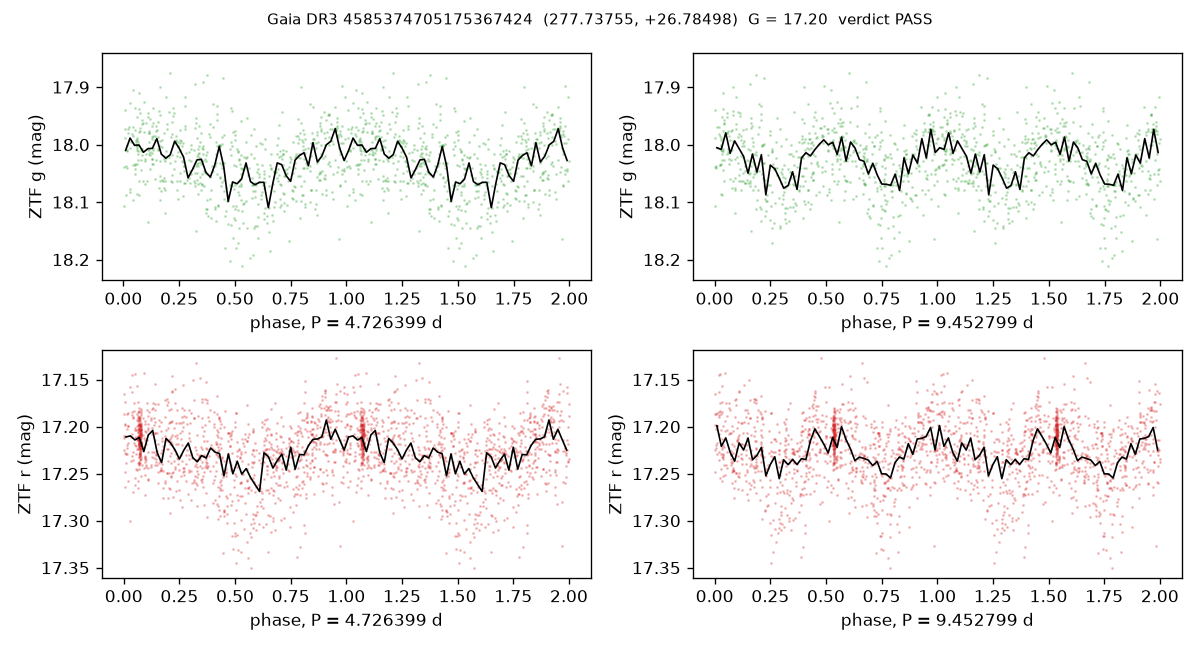 Gaia DR3 4585374705175367424 (277.73755, +26.78498) G = 17.20 verdict PASS
ZTF g (mag)
17.9
18.0
18.1
18.2
0.00 0.25 0.50 0.75 1.00 1.25 1.50 1.75 2.00
phase, P = 4.726399 d
ZTF g (mag)
17.9
18.0
18.1
18.2
0.00 0.25 0.50 0.75 1.00 1.25 1.50 1.75 2.00
phase, P = 9.452799 d
ZTF r (mag)
17.15
17.20
17.25
17.30
17.35
0.00 0.25 0.50 0.75 1.00 1.25 1.50 1.75 2.00
phase, P = 4.726399 d
ZTF r (mag)
17.15
17.20
17.25
17.30
17.35
0.00 0.25 0.50 0.75 1.00 1.25 1.50 1.75 2.00
phase, P = 9.452799 d